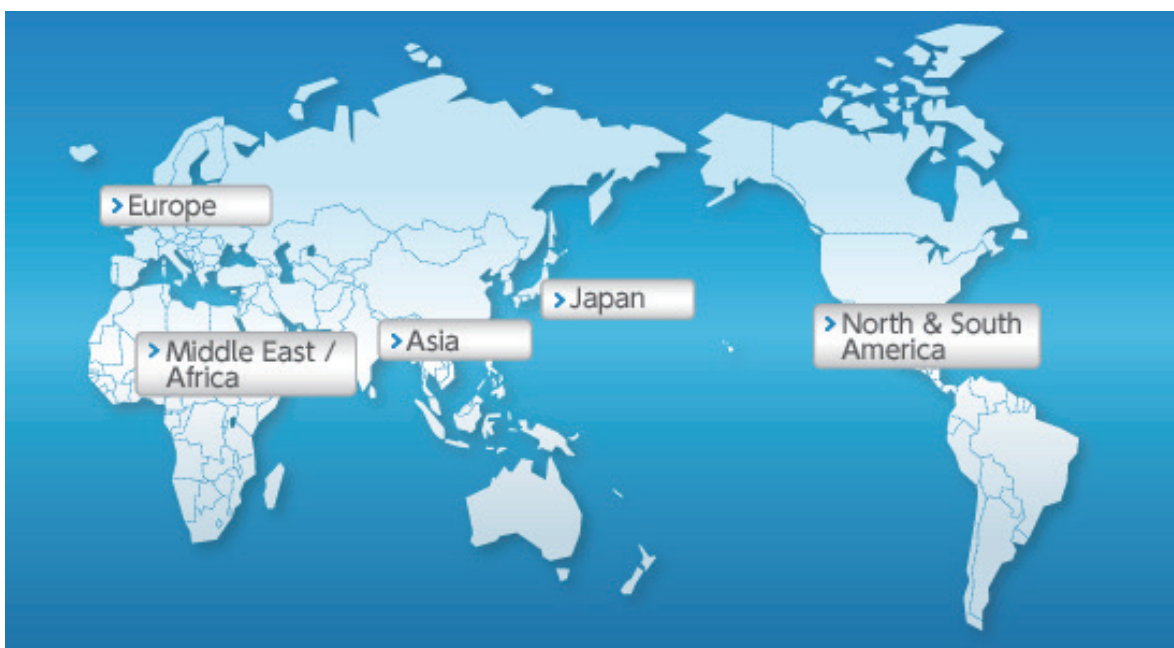 Europe
Japan
North & South
America
Asia
Middle East /
Africa